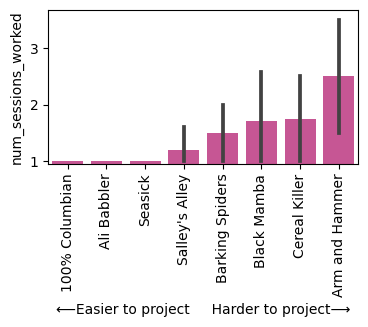 num_sessions_worked
3
2
1
100% Columbian
Ali Babbler
Seasick
Salley's Alley
Barking Spiders
Black Mamba
Cereal Killer
Arm and Hammer
⟵Easier to project     Harder to project⟶